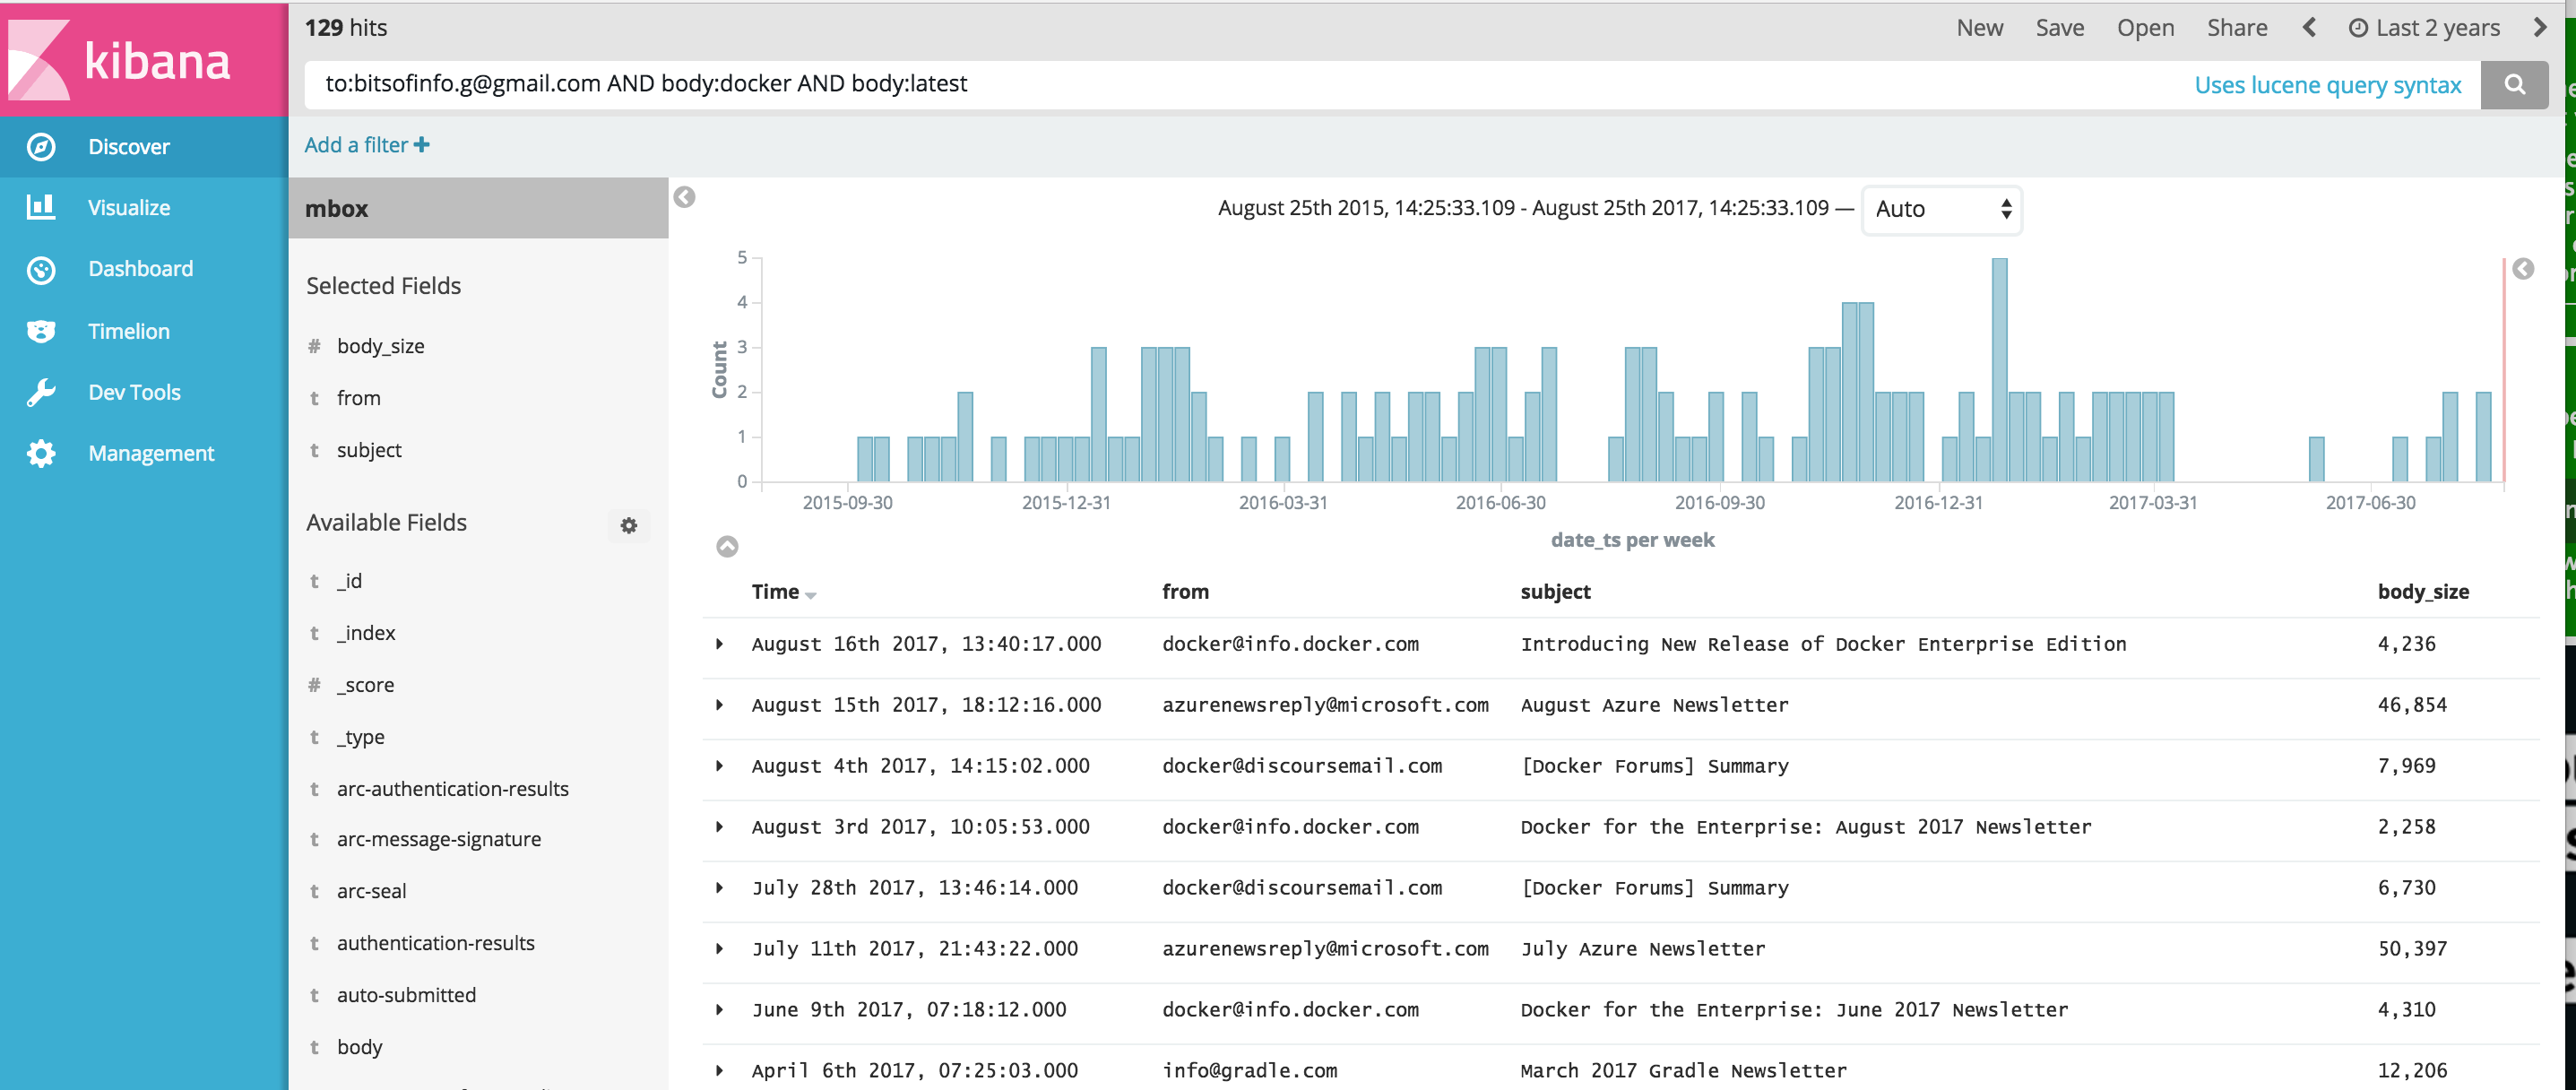 kibana
129 hits
New Save Open Share Last 2 years
to:bitsofinfo.g@gmail.com AND body:docker AND body:latest
Uses lucene query syntax
Add a filter
Discover
Visualize
Dashboard
Timelion
Dev Tools
Management
mbox
Selected Fields
# body_size
t from
t subject
Available Fields
t _id
t _index
# _score
t _type
t arc-authentication-results
t arc-message-signature
t arc-seal
t authentication-results
t auto-submitted
t body
August 25th 2015, 14:25:33.109 - August 25th 2017, 14:25:33.109 — Auto
Count
5
4
3
2
1
0
2015-09-30 2015-12-31 2016-03-31 2016-06-30 2016-09-30 2016-12-31 2017-03-31 2017-06-30
date_ts per week
Time from subject body_size
August 16th 2017, 13:40:17.000 docker@info.docker.com Introducing New Release of Docker Enterprise Edition 4,236
August 15th 2017, 18:12:16.000 azurenewsreply@microsoft.com August Azure Newsletter 46,854
August 4th 2017, 14:15:02.000 docker@discoursemail.com [Docker Forums] Summary 7,969
August 3rd 2017, 10:05:53.000 docker@info.docker.com Docker for the Enterprise: August 2017 Newsletter 2,258
July 28th 2017, 13:46:14.000 docker@discoursemail.com [Docker Forums] Summary 6,730
July 11th 2017, 21:43:22.000 azurenewsreply@microsoft.com July Azure Newsletter 50,397
June 9th 2017, 07:18:12.000 docker@info.docker.com Docker for the Enterprise: June 2017 Newsletter 4,310
April 6th 2017, 07:25:03.000 info@gradle.com March 2017 Gradle Newsletter 12,206